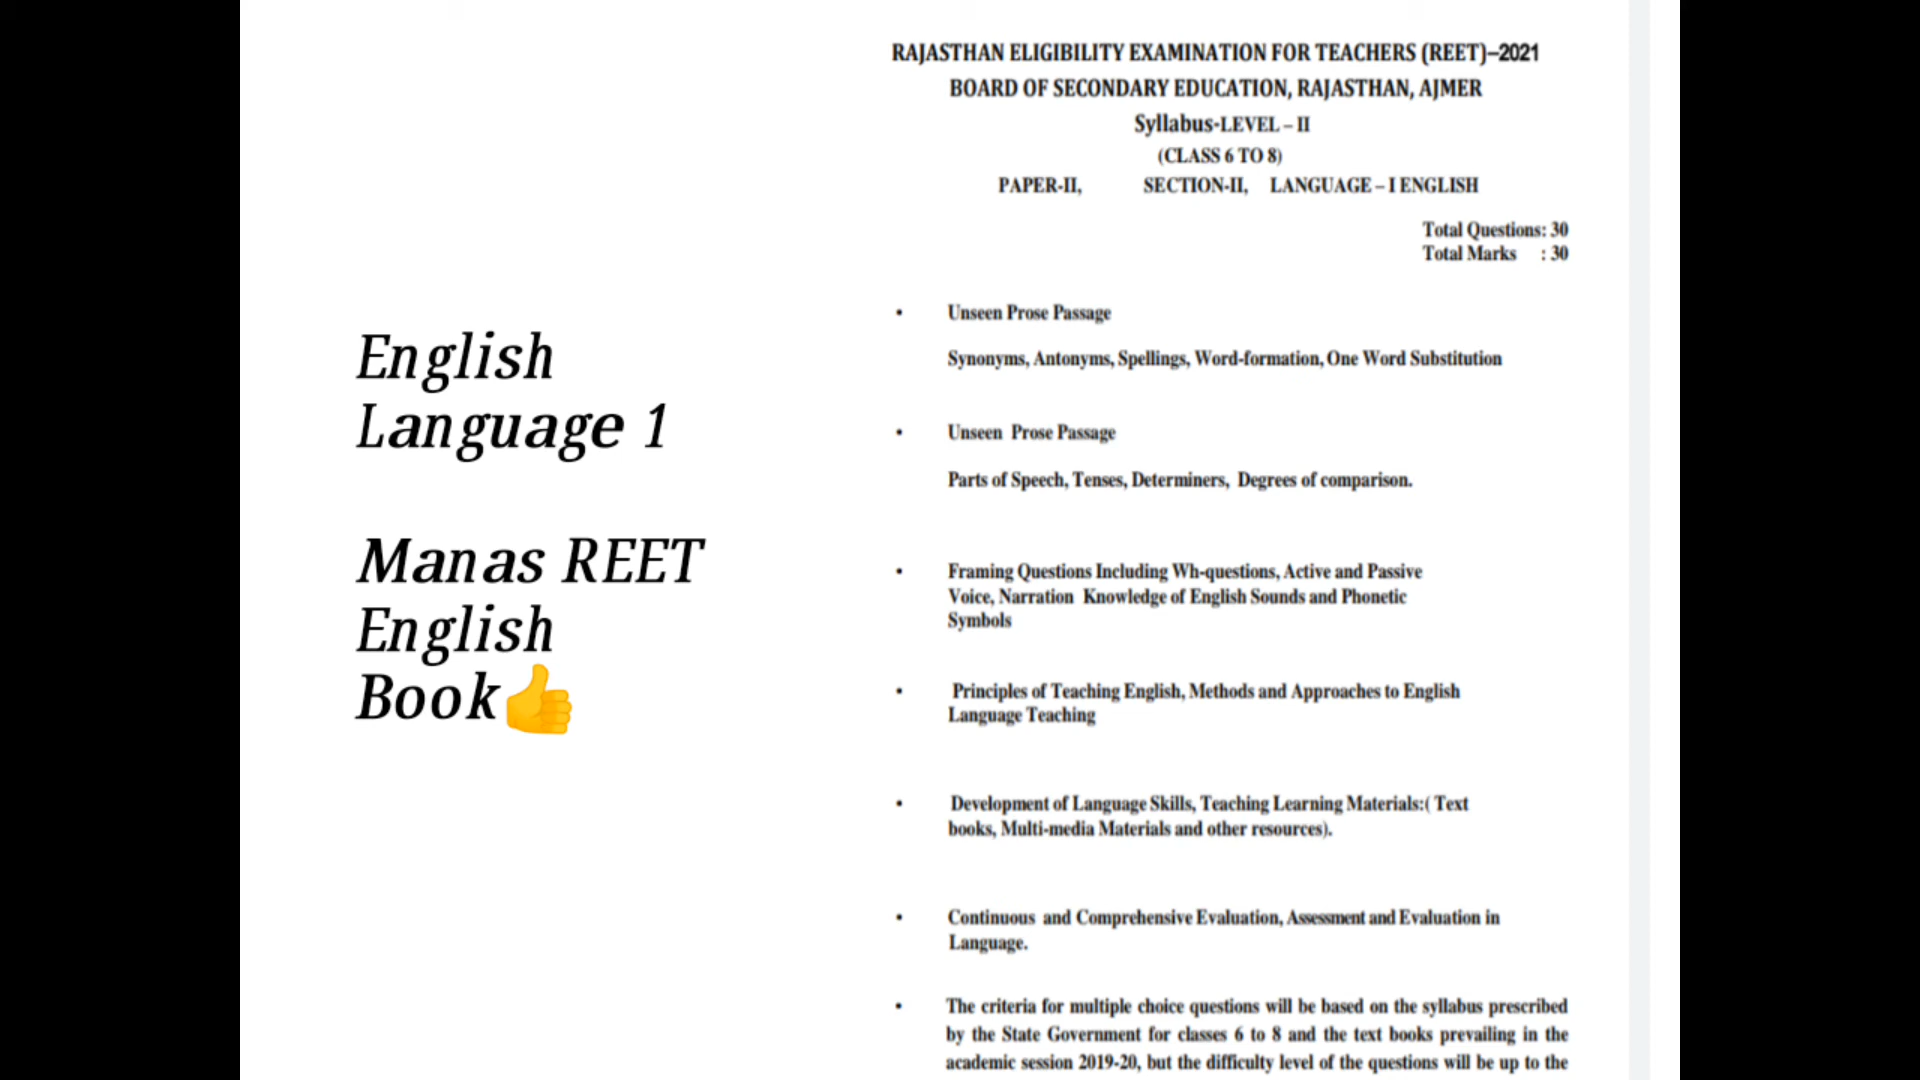 English
Language 1
Manas REET
English
Book👍
RAJASTHAN ELIGIBILITY EXAMINATION FOR TEACHERS (REET)–2021
BOARD OF SECONDARY EDUCATION, RAJASTHAN, AJMER
Syllabus-LEVEL – II
(CLASS 6 TO 8)
PAPER-II, SECTION-II, LANGUAGE – I ENGLISH
Total Questions: 30
Total Marks : 30
• Unseen Prose Passage
Synonyms, Antonyms, Spellings, Word-formation, One Word Substitution
• Unseen Prose Passage
Parts of Speech, Tenses, Determiners, Degrees of comparison.
• Framing Questions Including Wh-questions, Active and Passive
Voice, Narration Knowledge of English Sounds and Phonetic
Symbols
• Principles of Teaching English, Methods and Approaches to English
Language Teaching
• Development of Language Skills, Teaching Learning Materials:( Text
books, Multi-media Materials and other resources).
• Continuous and Comprehensive Evaluation, Assessment and Evaluation in
Language.
• The criteria for multiple choice questions will be based on the syllabus prescribed
by the State Government for classes 6 to 8 and the text books prevailing in the
academic session 2019-20, but the difficulty level of the questions will be up to the